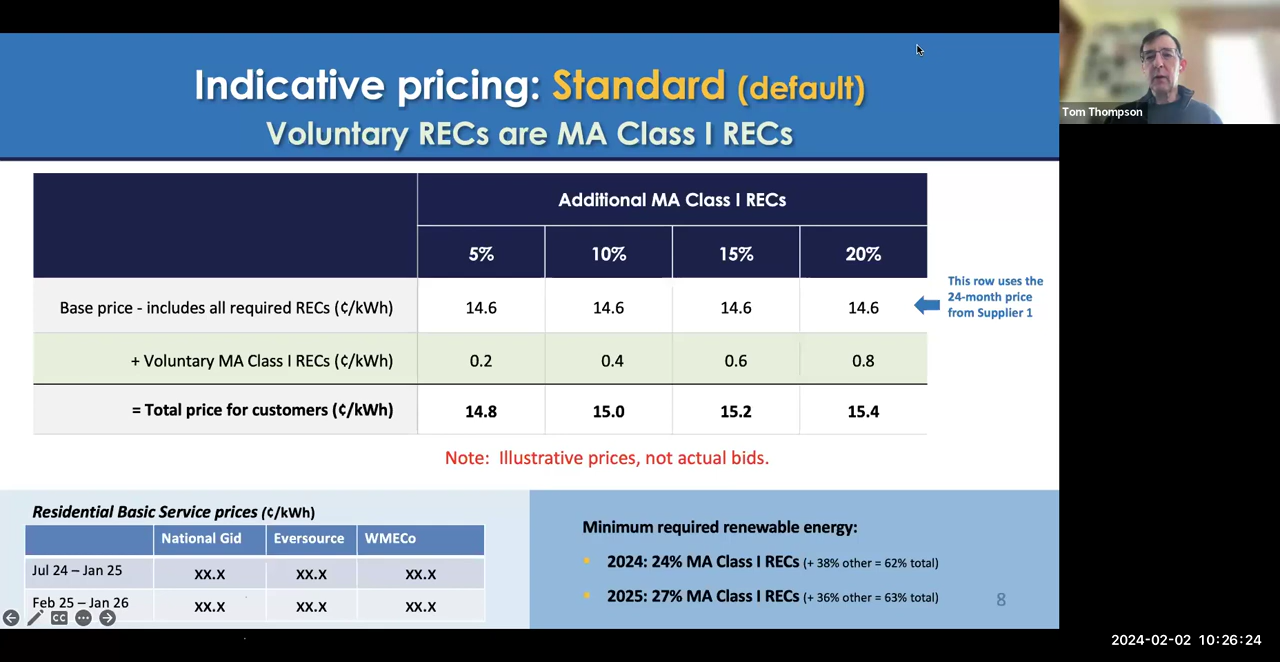 Indicative pricing: Standard (default)
Voluntary RECs are MA Class I RECs
Tom Thompson
Additional MA Class I RECs
5% 10% 15% 20%
Base price - includes all required RECs (¢/kWh) 14.6 14.6 14.6 14.6
This row uses the
24-month price
from Supplier 1
+ Voluntary MA Class I RECs (¢/kWh) 0.2 0.4 0.6 0.8
= Total price for customers (¢/kWh) 14.8 15.0 15.2 15.4
Note: Illustrative prices, not actual bids.
Residential Basic Service prices (¢/kWh)
National Gid Eversource WMECo
Jul 24 – Jan 25 XX.X XX.X XX.X
Feb 25 – Jan 26 XX.X XX.X XX.X
CC
Minimum required renewable energy:
• 2024: 24% MA Class I RECs (+ 38% other = 62% total)
• 2025: 27% MA Class I RECs (+ 36% other = 63% total)
8
2024-02-02 10:26:24